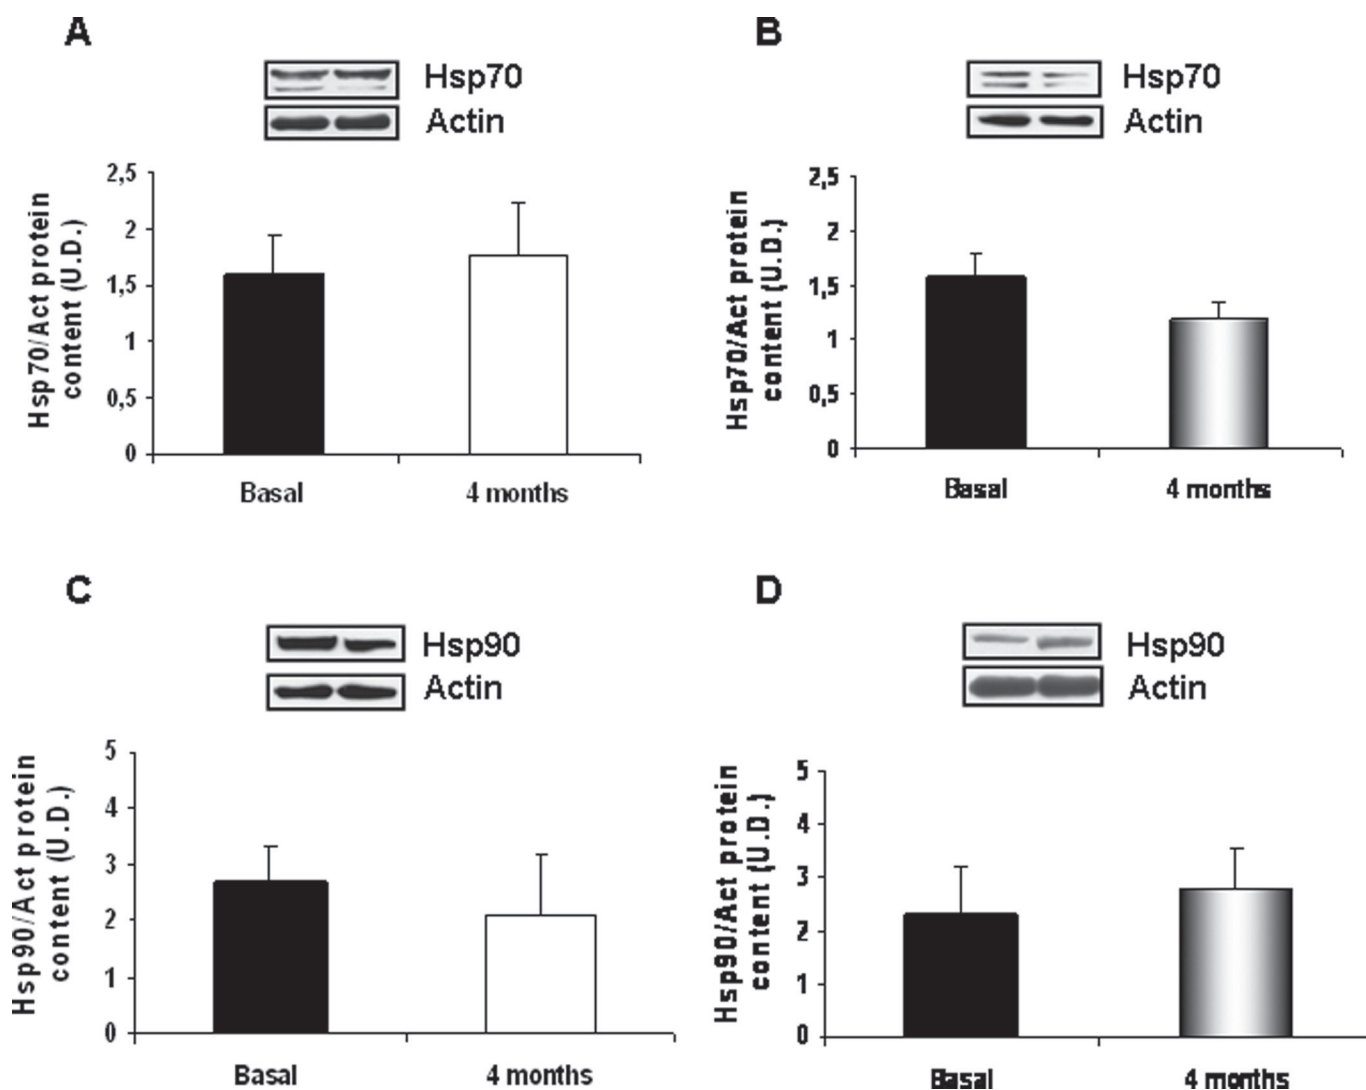 A
Hsp70
Actin
Hsp70/Act protein
content (U.D.)
2,5
2
1,5
1
0,5
0
Basal
4 months
B
Hsp70
Actin
Hsp70/Act protein
content (U.D.)
2,5
2
1,5
1
0,5
0
Basal
4 months
C
Hsp90
Actin
Hsp90/Act protein
content (U.D.)
5
4
3
2
1
0
Basal
4 months
D
Hsp90
Actin
Hsp90/Act protein
content (U.D.)
5
4
3
2
1
0
Basal
4 months